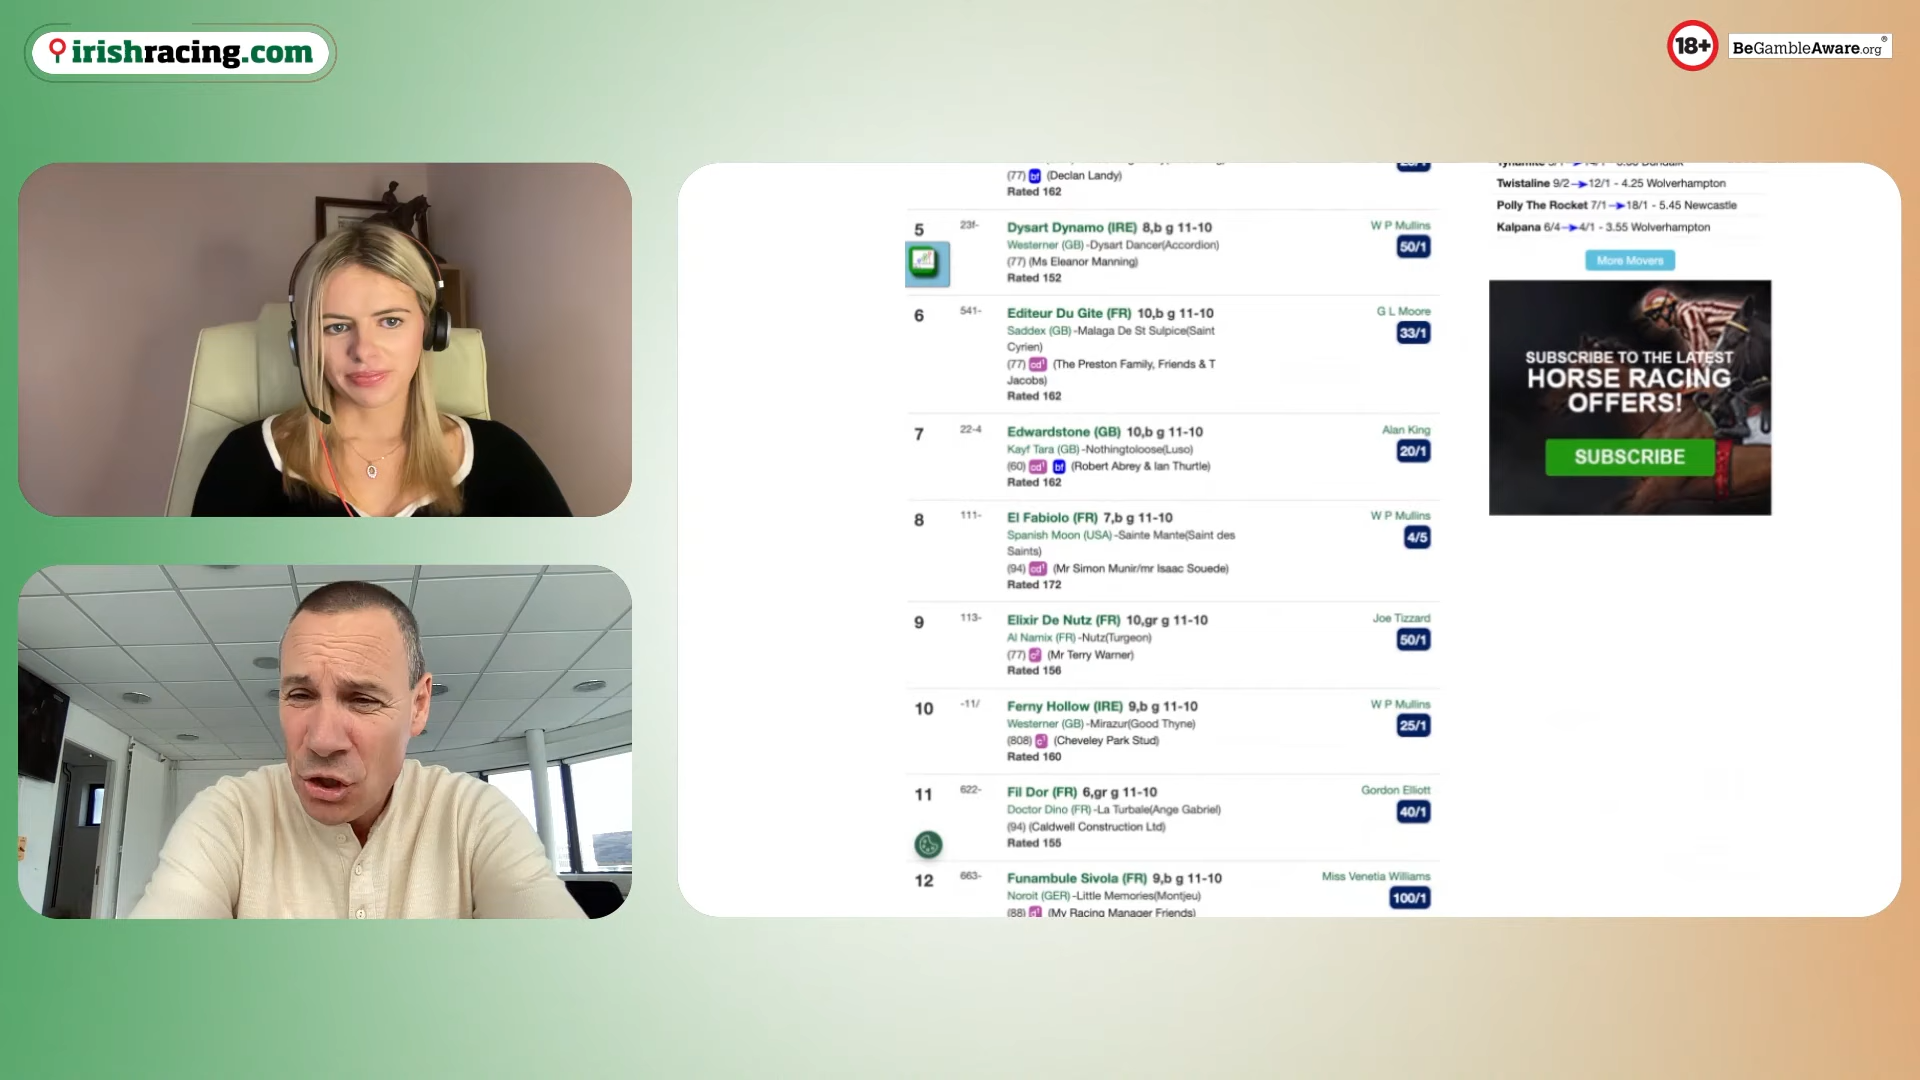 irishracing.com
18+
BeGambleAware.org
(77) bf (Declan Landy)
Rated 162
5 23f- Dysart Dynamo (IRE) 8,b g 11-10 W P Mullins
Westerner (GB) -Dysart Dancer(Accordion) 50/1
(77) (Ms Eleanor Manning)
Rated 152
6 541- Editeur Du Gite (FR) 10,b g 11-10 G L Moore
Saddex (GB) -Malaga De St Sulpice(Saint 33/1
Cyrien)
(77) cd¹ (The Preston Family, Friends & T
Jacobs)
Rated 162
7 22-4 Edwardstone (GB) 10,b g 11-10 Alan King
Kayf Tara (GB) -Nothingtoloose(Luso) 20/1
(60) cd¹ bf (Robert Abrey & Ian Thurtle)
Rated 162
8 111- El Fabiolo (FR) 7,b g 11-10 W P Mullins
Spanish Moon (USA) -Sainte Mante(Saint des 4/5
Saints)
(94) cd¹ (Mr Simon Munir/mr Isaac Souede)
Rated 172
9 113- Elixir De Nutz (FR) 10,gr g 11-10 Joe Tizzard
Al Namix (FR) -Nutz(Turgeon) 50/1
(77) c² (Mr Terry Warner)
Rated 156
10 -11/ Ferny Hollow (IRE) 9,b g 11-10 W P Mullins
Westerner (GB) -Mirazur(Good Thyne) 25/1
(808) c¹ (Cheveley Park Stud)
Rated 160
11 622- Fil Dor (FR) 6,gr g 11-10 Gordon Elliott
Doctor Dino (FR) -La Turbale(Ange Gabriel) 40/1
(94) (Caldwell Construction Ltd)
Rated 155
12 663- Funambule Sivola (FR) 9,b g 11-10 Miss Venetia Williams
Noroit (GER) -Little Memories(Montjeu) 100/1
(88) (My Racing Manager Friends)
Twistaline 9/2 12/1 - 4.25 Wolverhampton
Polly The Rocket 7/1 18/1 - 5.45 Newcastle
Kalpana 6/4 4/1 - 3.55 Wolverhampton
More Movers
SUBSCRIBE TO THE LATEST
HORSE RACING
OFFERS!
SUBSCRIBE